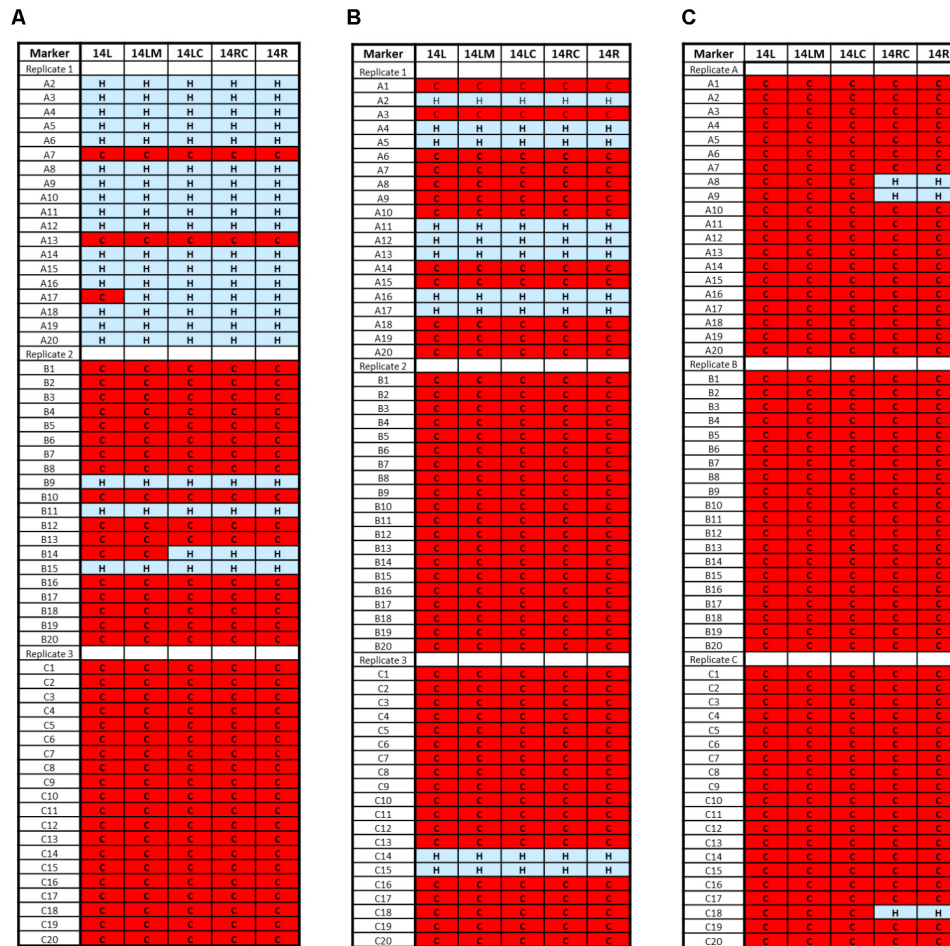 A
Marker 14L 14LM 14LC 14RC 14R
Replicate 1
A2 H H H H H
A3 H H H H H
A4 H H H H H
A5 H H H H H
A6 H H H H H
A7 C C C C C
A8 H H H H H
A9 H H H H H
A10 H H H H H
A11 H H H H H
A12 H H H H H
A13 C C C C C
A14 H H H H H
A15 H H H H H
A16 H H H H H
A17 C H H H H
A18 H H H H H
A19 H H H H H
A20 H H H H H
Replicate 2
B1 C C C C C
B2 C C C C C
B3 C C C C C
B4 C C C C C
B5 C C C C C
B6 C C C C C
B7 C C C C C
B8 C C C C C
B9 H H H H H
B10 C C C C C
B11 H H H H H
B12 C C C C C
B13 C C C C C
B14 C C H H H
B15 H H H H H
B16 C C C C C
B17 C C C C C
B18 C C C C C
B19 C C C C C
B20 C C C C C
Replicate 3
C1 C C C C C
C2 C C C C C
C3 C C C C C
C4 C C C C C
C5 C C C C C
C6 C C C C C
C7 C C C C C
C8 C C C C C
C9 C C C C C
C10 C C C C C
C11 C C C C C
C12 C C C C C
C13 C C C C C
C14 C C C C C
C15 C C C C C
C16 C C C C C
C17 C C C C C
C18 C C C C C
C19 C C C C C
C20 C C C C C
B
Marker 14L 14LM 14LC 14RC 14R
Replicate 1
A1 C C C C C
A2 H H H H H
A3 C C C C C
A4 H H H H H
A5 H H H H H
A6 C C C C C
A7 C C C C C
A8 C C C C C
A9 C C C C C
A10 C C C C C
A11 H H H H H
A12 H H H H H
A13 H H H H H
A14 C C C C C
A15 C C C C C
A16 H H H H H
A17 H H H H H
A18 C C C C C
A19 C C C C C
A20 C C C C C
Replicate 2
B1 C C C C C
B2 C C C C C
B3 C C C C C
B4 C C C C C
B5 C C C C C
B6 C C C C C
B7 C C C C C
B8 C C C C C
B9 C C C C C
B10 C C C C C
B11 C C C C C
B12 C C C C C
B13 C C C C C
B14 C C C C C
B15 C C C C C
B16 C C C C C
B17 C C C C C
B18 C C C C C
B19 C C C C C
B20 C C C C C
Replicate 3
C1 C C C C C
C2 C C C C C
C3 C C C C C
C4 C C C C C
C5 C C C C C
C6 C C C C C
C7 C C C C C
C8 C C C C C
C9 C C C C C
C10 C C C C C
C11 C C C C C
C12 C C C C C
C13 C C C C C
C14 H H H H H
C15 H H H H H
C16 C C C C C
C17 C C C C C
C18 C C C C C
C19 C C C C C
C20 C C C C C
C
Marker 14L 14LM 14LC 14RC 14R
Replicate A
A1 C C C C C
A2 C C C C C
A3 C C C C C
A4 C C C C C
A5 C C C C C
A6 C C C C C
A7 C C C C C
A8 C C C H H
A9 C C C H H
A10 C C C C C
A11 C C C C C
A12 C C C C C
A13 C C C C C
A14 C C C C C
A15 C C C C C
A16 C C C C C
A17 C C C C C
A18 C C C C C
A19 C C C C C
A20 C C C C C
Replicate B
B1 C C C C C
B2 C C C C C
B3 C C C C C
B4 C C C C C
B5 C C C C C
B6 C C C C C
B7 C C C C C
B8 C C C C C
B9 C C C C C
B10 C C C C C
B11 C C C C C
B12 C C C C C
B13 C C C C C
B14 C C C C C
B15 C C C C C
B16 C C C C C
B17 C C C C C
B18 C C C C C
B19 C C C C C
B20 C C C C C
Replicate C
C1 C C C C C
C2 C C C C C
C3 C C C C C
C4 C C C C C
C5 C C C C C
C6 C C C C C
C7 C C C C C
C8 C C C C C
C9 C C C C C
C10 C C C C C
C11 C C C C C
C12 C C C C C
C13 C C C C C
C14 C C C C C
C15 C C C C C
C16 C C C C C
C17 C C C C C
C18 C C C H H
C19 C C C C C
C20 C C C C C